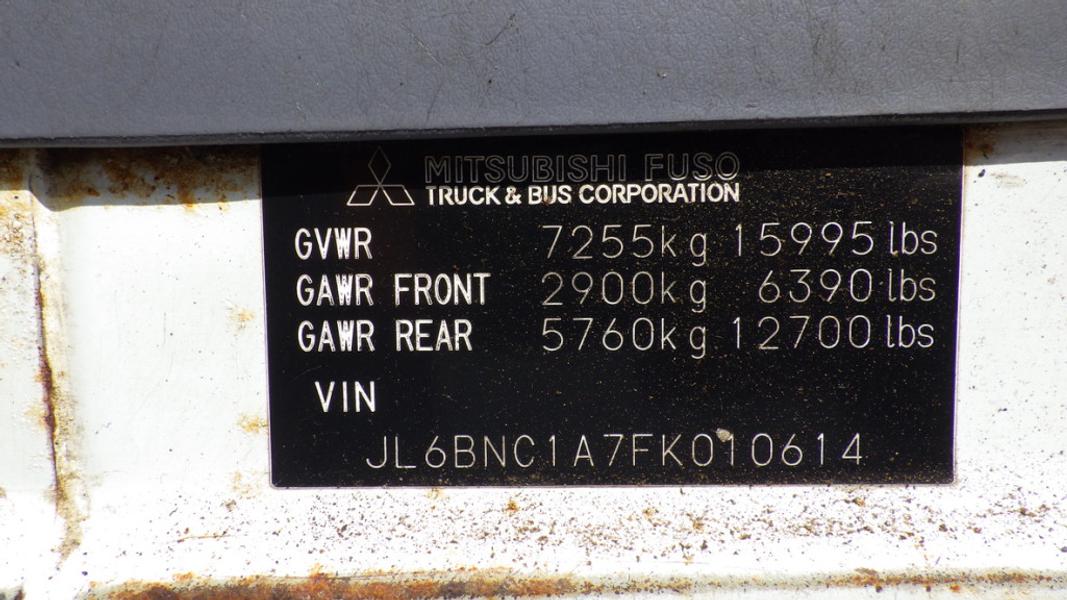 MITSUBISHI FUSO
TRUCK & BUS CORPORATION
GVWR 7255kg 15995 lbs
GAWR FRONT 2900kg 6390 lbs
GAWR REAR 5760kg 12700 lbs
VIN
JL6BNC1A7FK010614